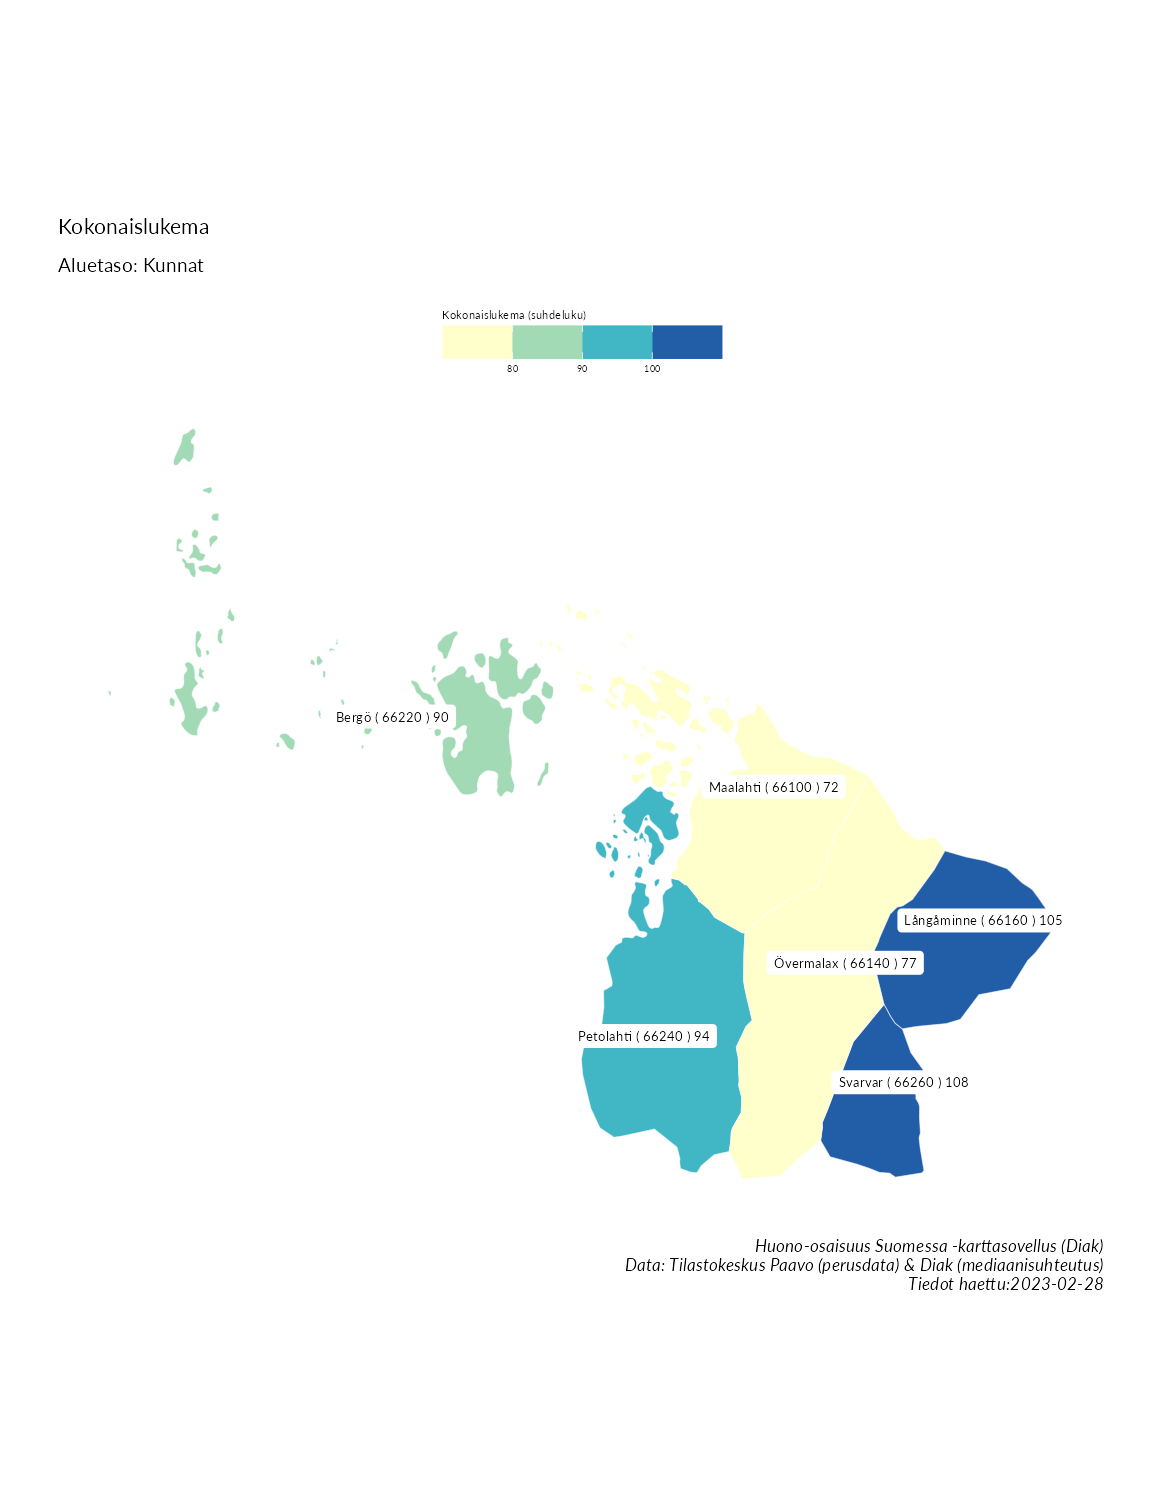 Kokonaislukema
Aluetaso: Kunnat
Kokonaislukema (suhdeluku)
80 90 100
Bergö ( 66220 ) 90
Maalahti ( 66100 ) 72
Långåminne ( 66160 ) 105
Övermalax ( 66140 ) 77
Petolahti ( 66240 ) 94
Svarvar ( 66260 ) 108
Huono-osaisuus Suomessa -karttasovellus (Diak)
Data: Tilastokeskus Paavo (perusdata) & Diak (mediaanisuhteutus)
Tiedot haettu:2023-02-28